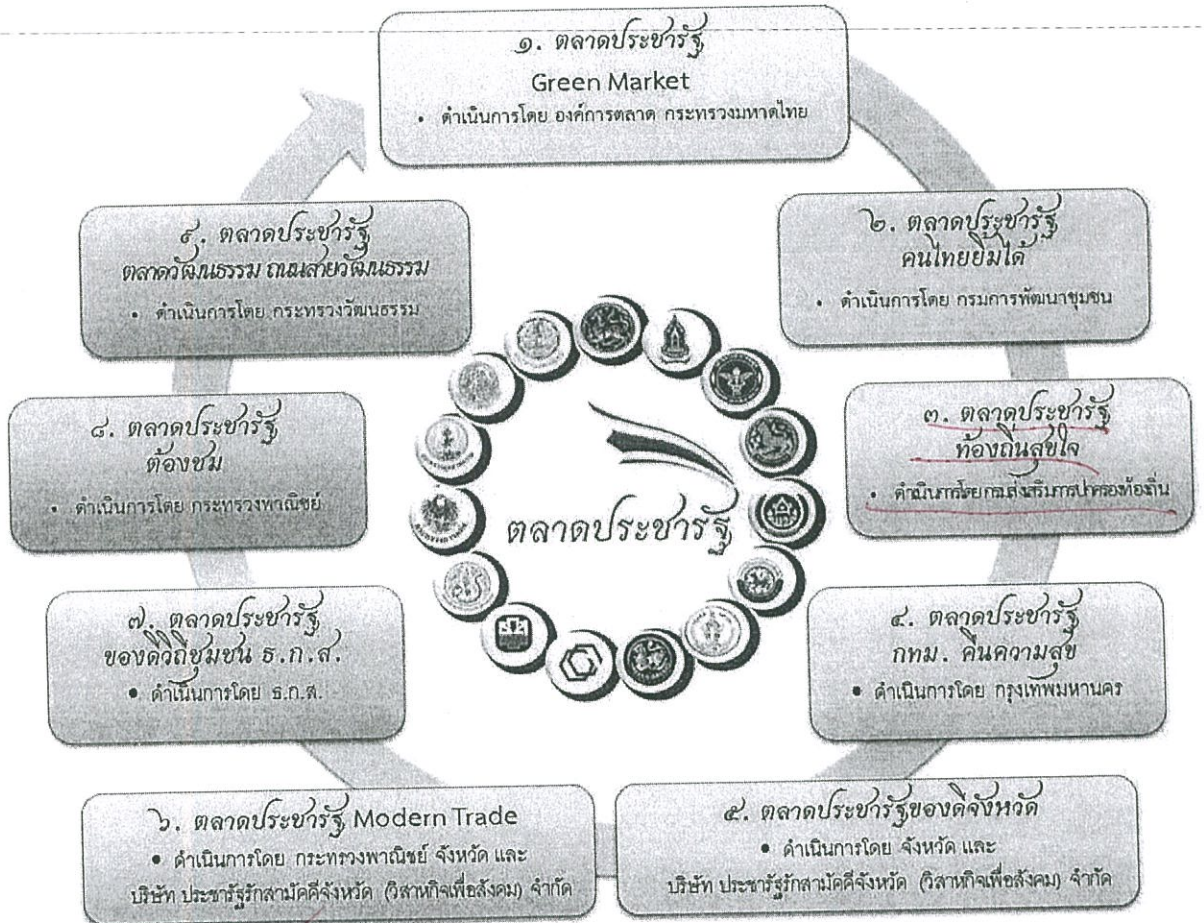 ๑. ตลาดประชารัฐ
Green Market
• ดำเนินการโดย องค์การตลาด กระทรวงมหาดไทย
๒. ตลาดประชารัฐ
คนไทยยิ้มได้
• ดำเนินการโดย กรมการพัฒนาชุมชน
๓. ตลาดประชารัฐ
ท้องถิ่นสุขใจ
• ดำเนินการโดยกรมส่งเสริมการปกครองท้องถิ่น
๔. ตลาดประชารัฐ
กทม. คืนความสุข
• ดำเนินการโดย กรุงเทพมหานคร
๕. ตลาดประชารัฐของดีจังหวัด
• ดำเนินการโดย จังหวัด และ
บริษัท ประชารัฐรักสามัคคีจังหวัด (วิสาหกิจเพื่อสังคม) จำกัด
๖. ตลาดประชารัฐ Modern Trade
• ดำเนินการโดย กระทรวงพาณิชย์ จังหวัด และ
บริษัท ประชารัฐรักสามัคคีจังหวัด (วิสาหกิจเพื่อสังคม) จำกัด
๗. ตลาดประชารัฐ
ของดีวิถีชุมชน ธ.ก.ส.
• ดำเนินการโดย ธ.ก.ส.
๘. ตลาดประชารัฐ
ต้องชม
• ดำเนินการโดย กระทรวงพาณิชย์
๙. ตลาดประชารัฐ
ตลาดวัฒนธรรม ถนนสายวัฒนธรรม
• ดำเนินการโดย กระทรวงวัฒนธรรม
ตลาดประชารัฐ